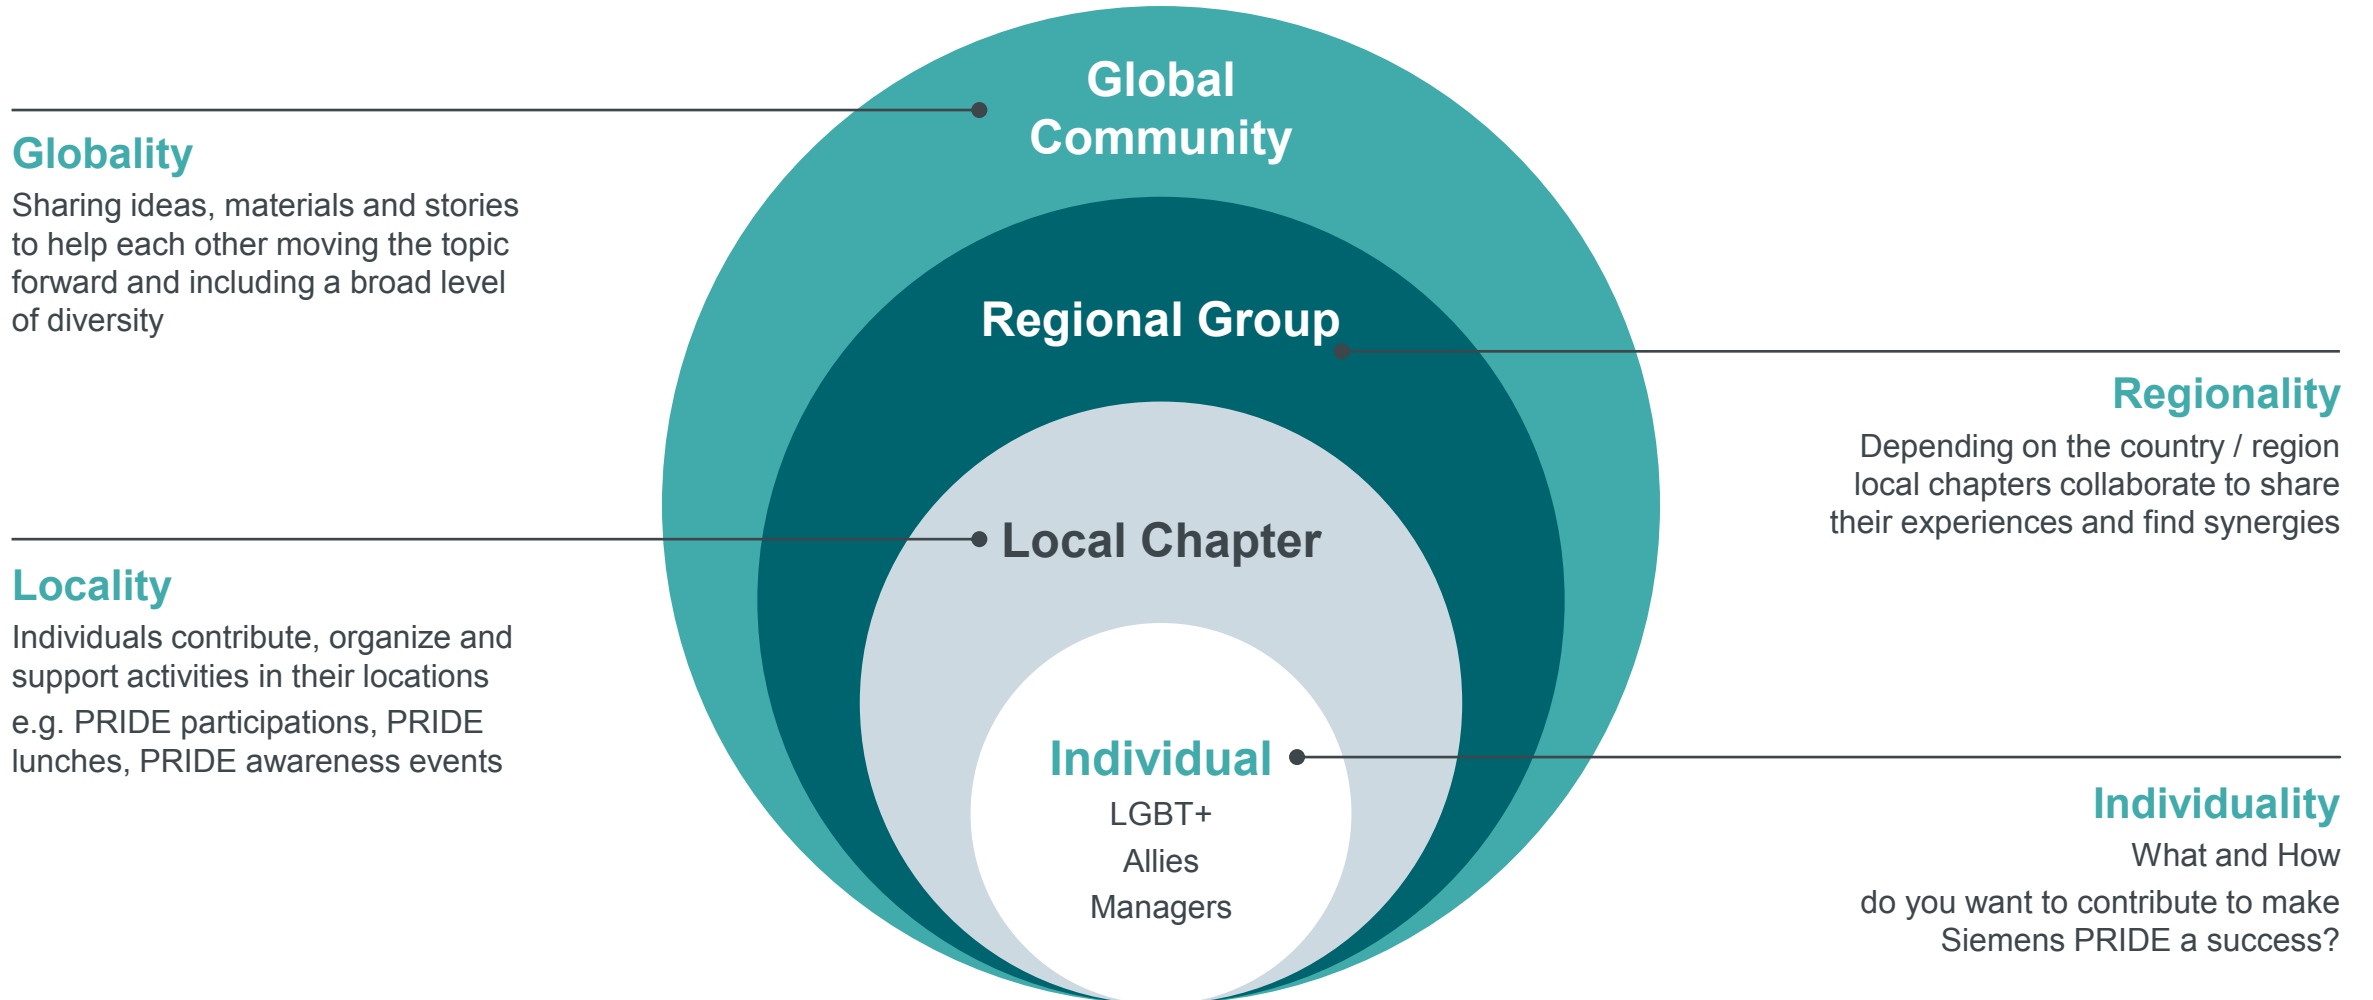 Global
Community
Globality
Sharing ideas, materials and stories
to help each other moving the topic
forward and including a broad level
of diversity
Regional Group
Regionality
Depending on the country / region
local chapters collaborate to share
their experiences and find synergies
Local Chapter
Locality
Individuals contribute, organize and
support activities in their locations
e.g. PRIDE participations, PRIDE
lunches, PRIDE awareness events
Individual
LGBT+
Allies
Managers
Individuality
What and How
do you want to contribute to make
Siemens PRIDE a success?